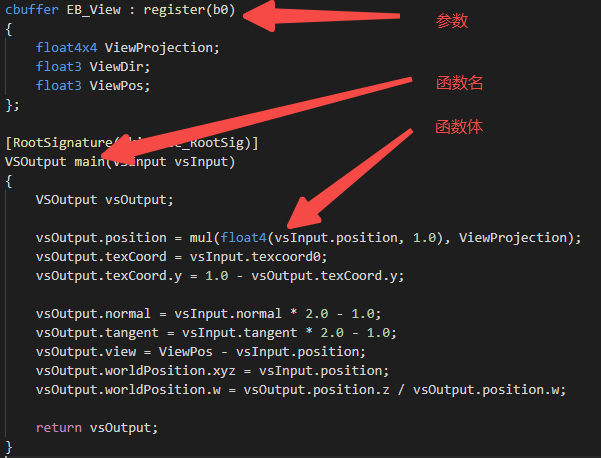 cbuffer EB_View : register(b0)
参数
{
float4x4 ViewProjection;
float3 ViewDir;
float3 ViewPos;
};
函数名
函数体
[RootSignature( _RootSig)]
VSOutput main(VSInput vsInput)
{
VSOutput vsOutput;
vsOutput.position = mul(float4(vsInput.position, 1.0), ViewProjection);
vsOutput.texCoord = vsInput.texcoord0;
vsOutput.texCoord.y = 1.0 - vsOutput.texCoord.y;
vsOutput.normal = vsInput.normal * 2.0 - 1.0;
vsOutput.tangent = vsInput.tangent * 2.0 - 1.0;
vsOutput.view = ViewPos - vsInput.position;
vsOutput.worldPosition.xyz = vsInput.position;
vsOutput.worldPosition.w = vsOutput.position.z / vsOutput.position.w;
return vsOutput;
}